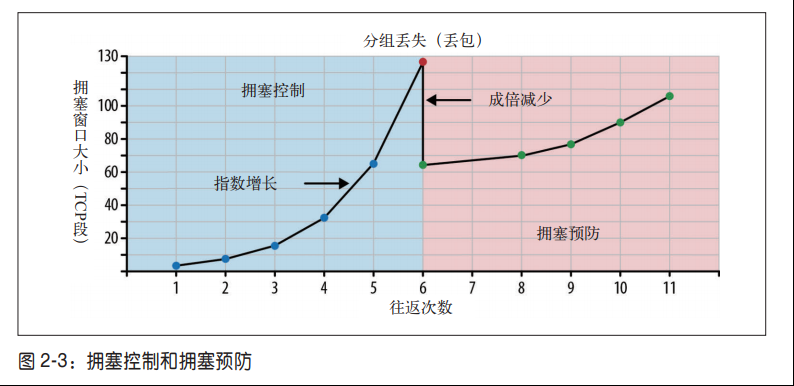 分组丢失（丢包）
130
100
80
60
40
20
拥塞窗口大小（TCP段）
拥塞控制
指数增长
成倍减少
拥塞预防
1 2 3 4 5 6 7 8 9 10 11
往返次数
图 2-3：拥塞控制和拥塞预防